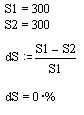 S1 = 300
S2 = 300
dS := (S1 − S2) / S1
dS = 0·%